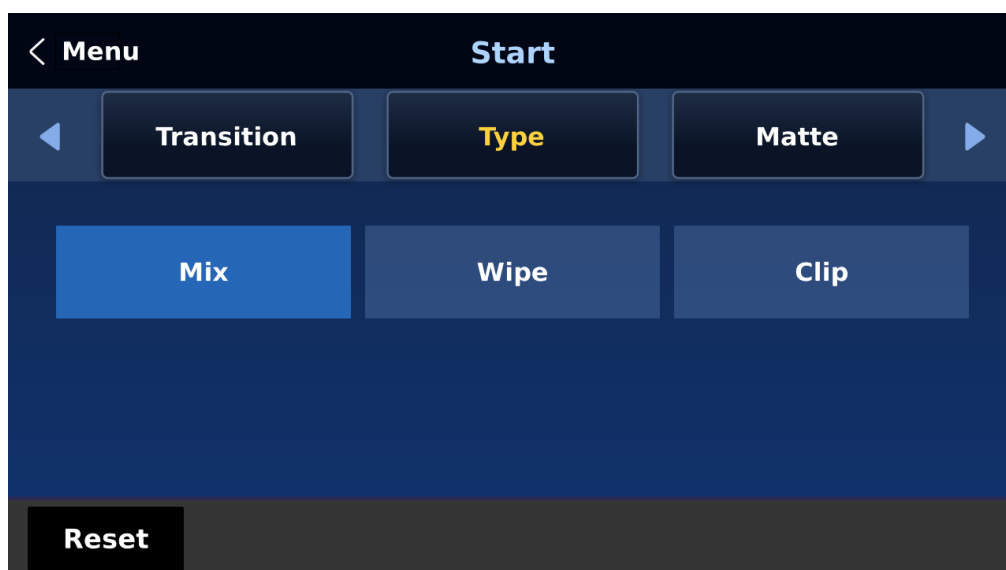 Menu
Start
Transition
Type
Matte
Mix
Wipe
Clip
Reset